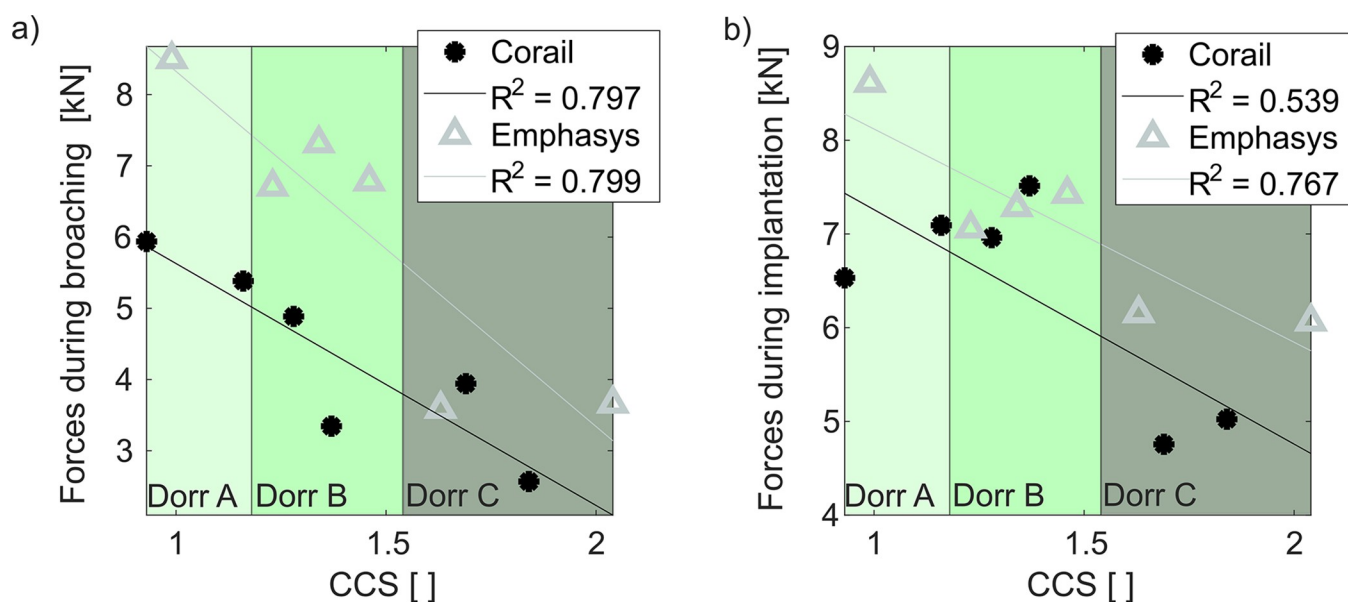 a)
Forces during broaching [kN]
8
7
6
5
4
3
Corail
R² = 0.797
Emphasys
R² = 0.799
Dorr A
Dorr B
Dorr C
1
1.5
2
CCS [ ]
b)
Forces during implantation [kN]
9
8
7
6
5
4
Corail
R² = 0.539
Emphasys
R² = 0.767
Dorr A
Dorr B
Dorr C
1
1.5
2
CCS [ ]